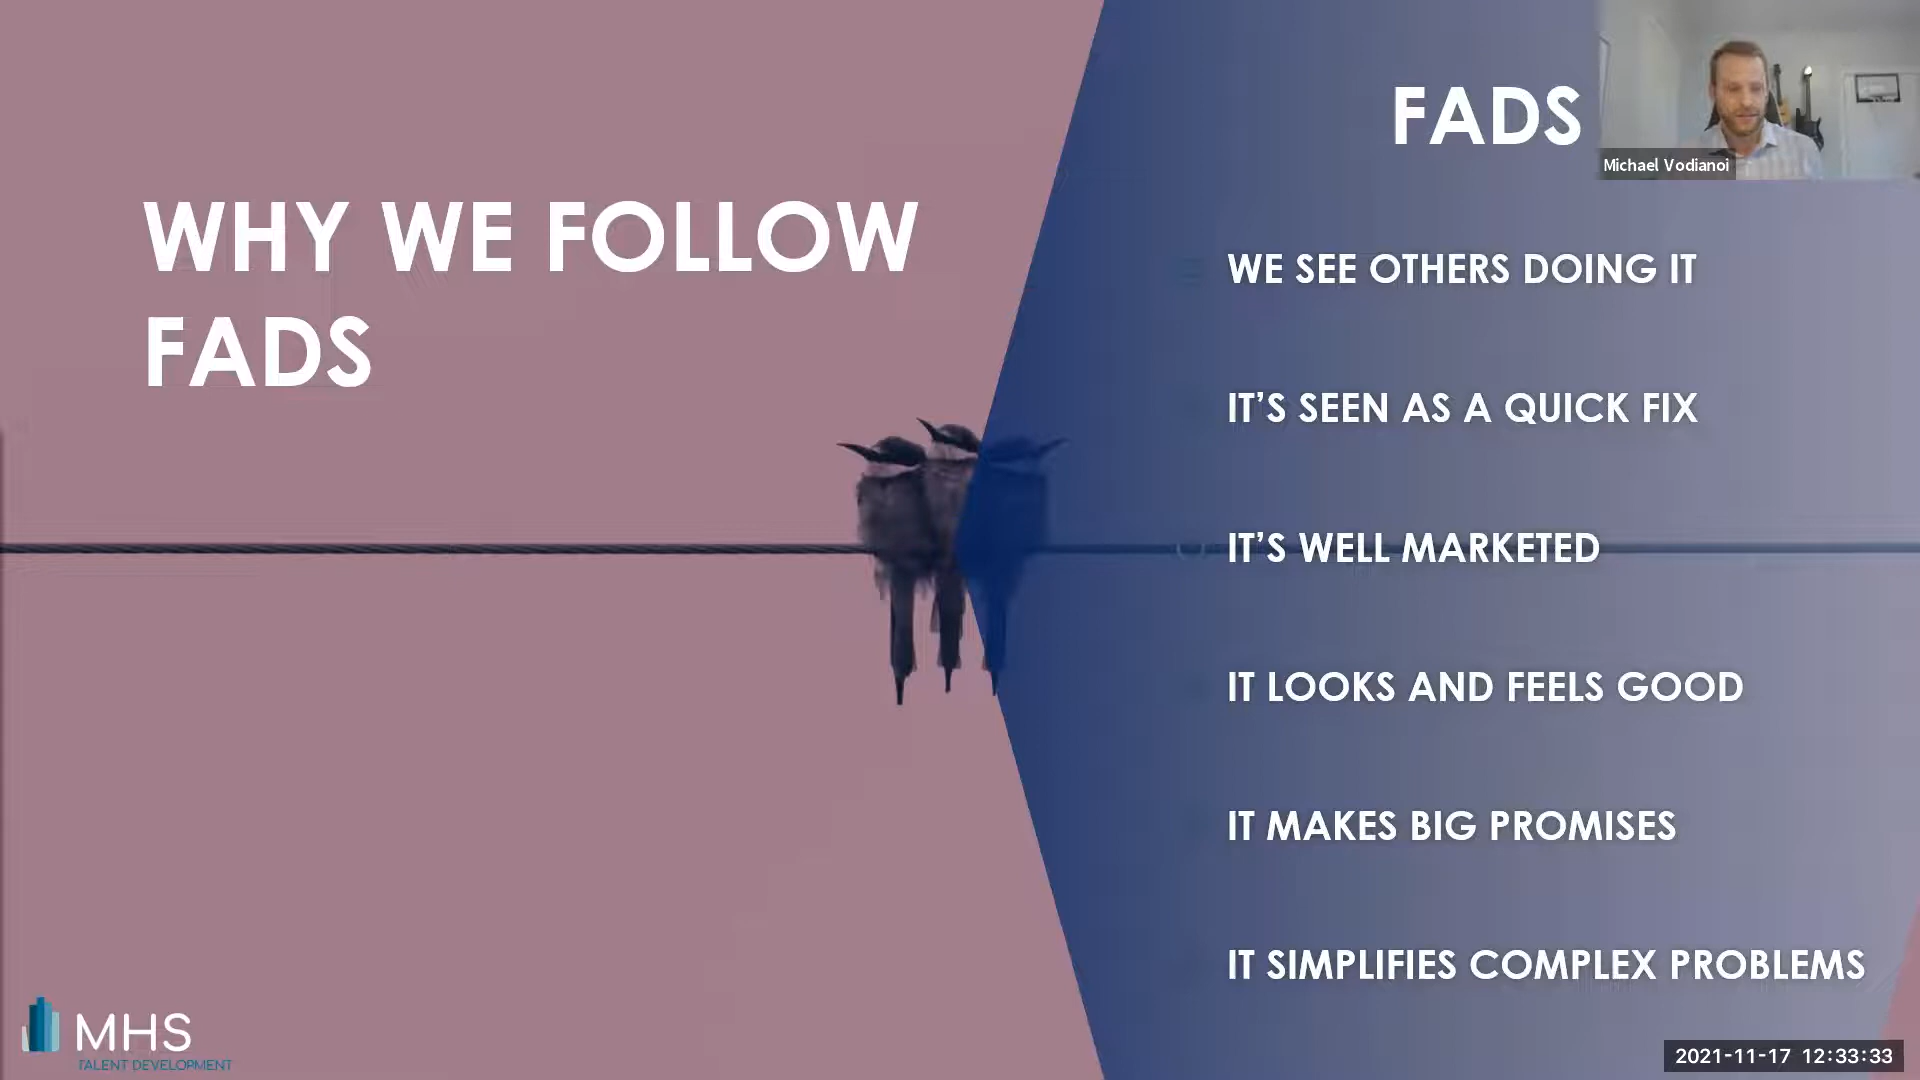 WHY WE FOLLOW
FADS
FADS
Michael Vodianoi
WE SEE OTHERS DOING IT
IT’S SEEN AS A QUICK FIX
IT’S WELL MARKETED
IT LOOKS AND FEELS GOOD
IT MAKES BIG PROMISES
IT SIMPLIFIES COMPLEX PROBLEMS
MHS
TALENT DEVELOPMENT
2021-11-17 12:33:33